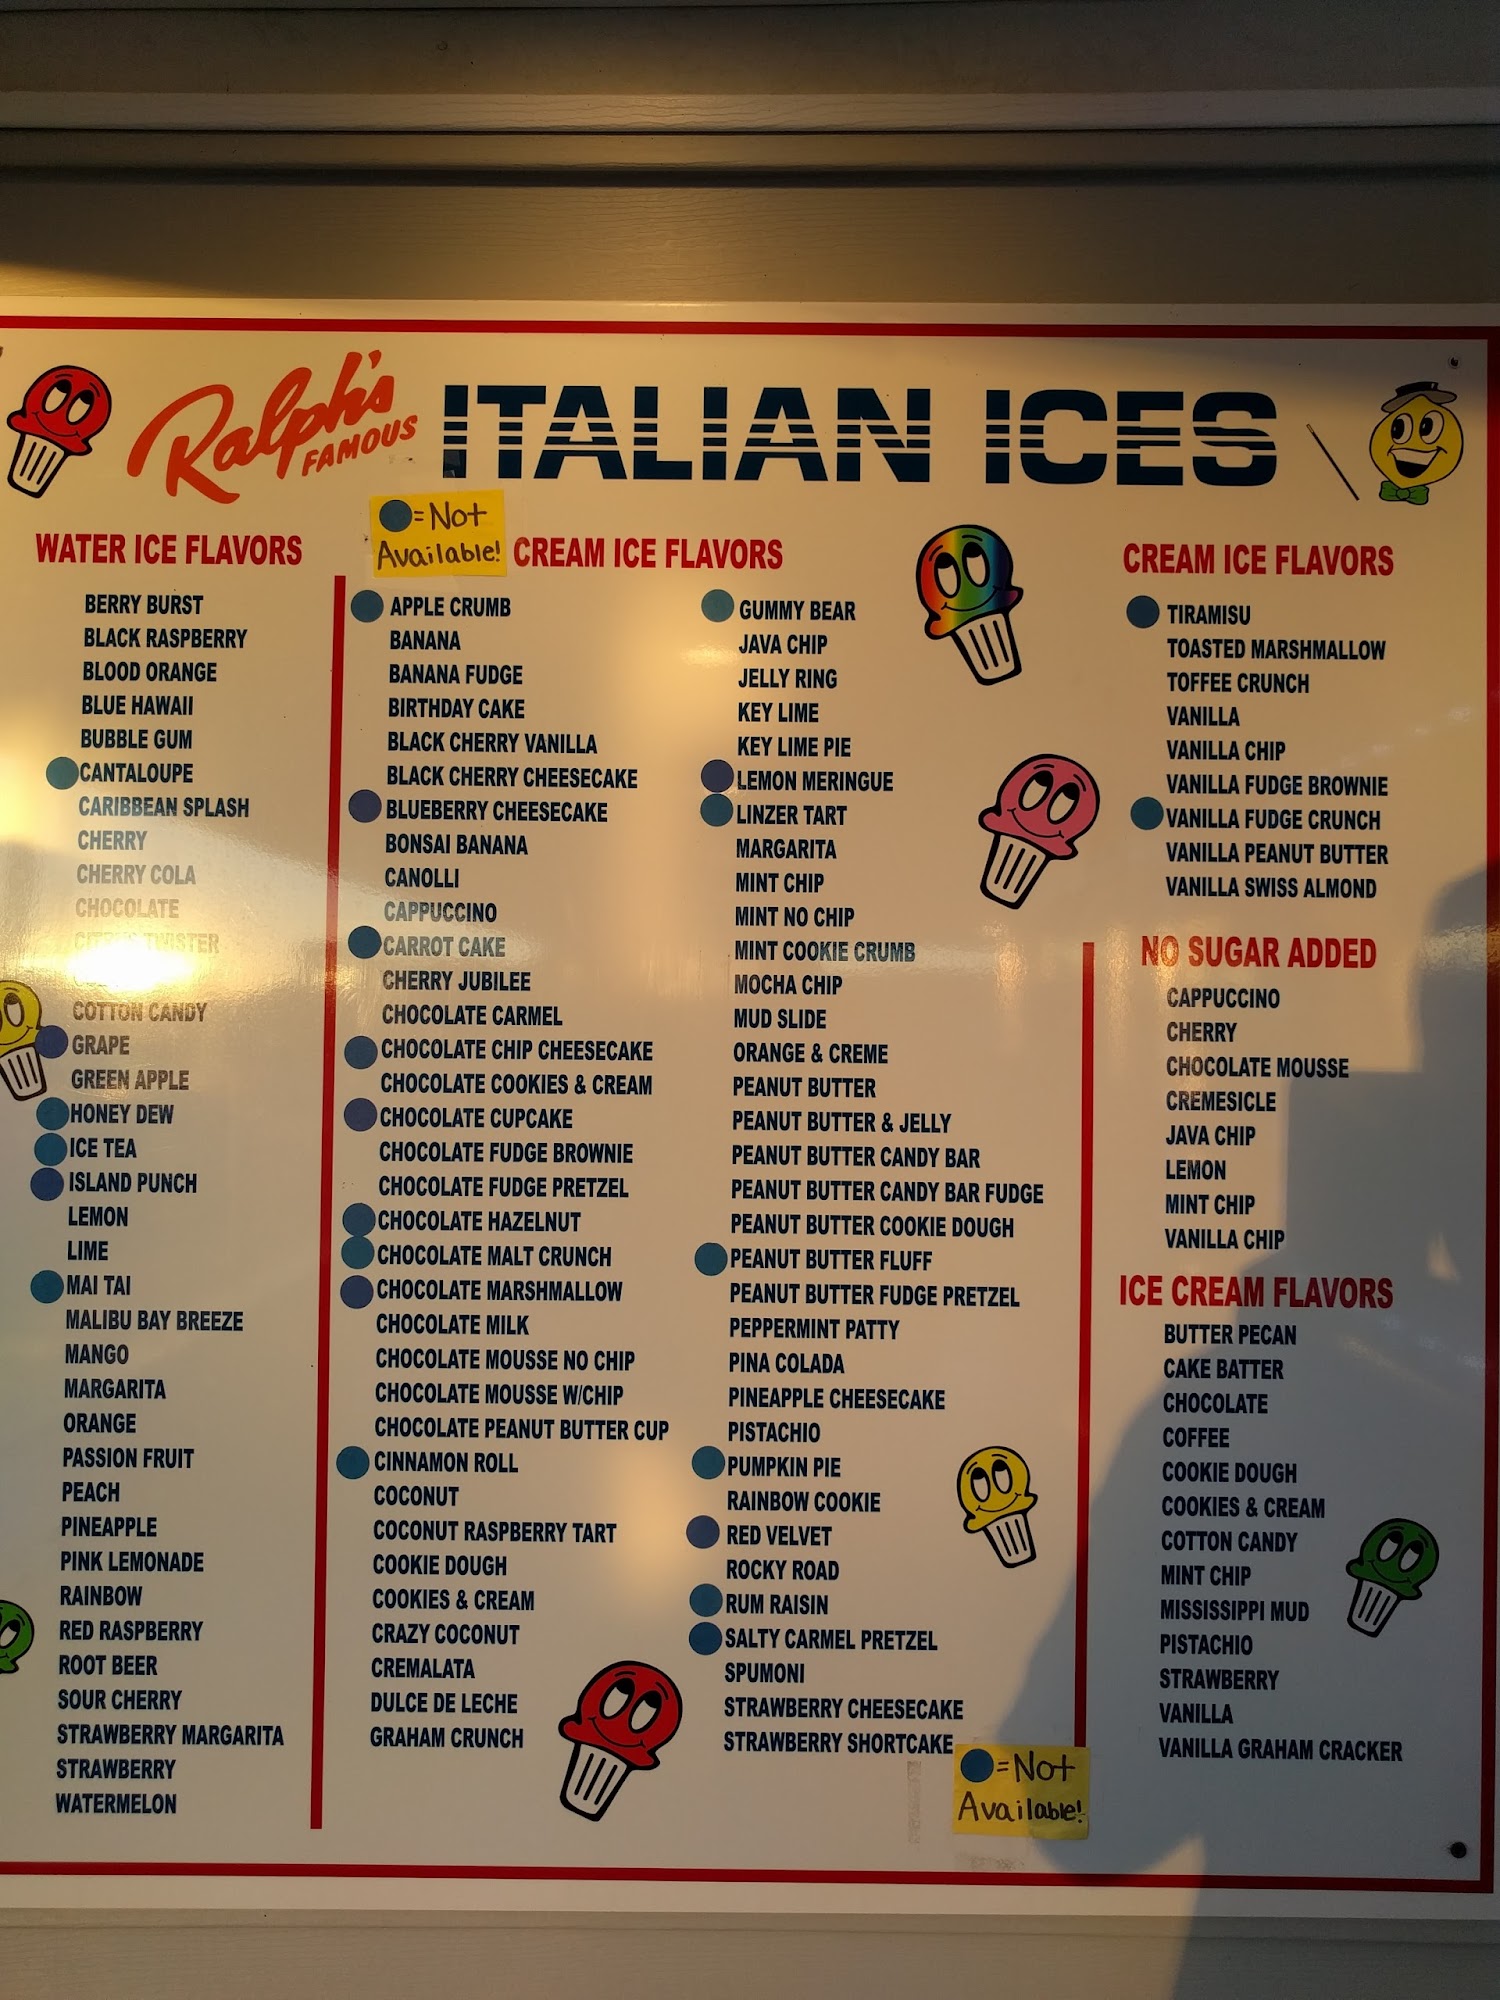 Ralph's
FAMOUS
ITALIAN ICES
= Not
Available!
WATER ICE FLAVORS
BERRY BURST
BLACK RASPBERRY
BLOOD ORANGE
BLUE HAWAII
BUBBLE GUM
CANTALOUPE
CARIBBEAN SPLASH
CHERRY
CHERRY COLA
CHOCOLATE
TWISTER
COTTON CANDY
GRAPE
GREEN APPLE
HONEY DEW
ICE TEA
ISLAND PUNCH
LEMON
LIME
MAI TAI
MALIBU BAY BREEZE
MANGO
MARGARITA
ORANGE
PASSION FRUIT
PEACH
PINEAPPLE
PINK LEMONADE
RAINBOW
RED RASPBERRY
ROOT BEER
SOUR CHERRY
STRAWBERRY MARGARITA
STRAWBERRY
WATERMELON
CREAM ICE FLAVORS
APPLE CRUMB
BANANA
BANANA FUDGE
BIRTHDAY CAKE
BLACK CHERRY VANILLA
BLACK CHERRY CHEESECAKE
BLUEBERRY CHEESECAKE
BONSAI BANANA
CANOLLI
CAPPUCCINO
CARROT CAKE
CHERRY JUBILEE
CHOCOLATE CARMEL
CHOCOLATE CHIP CHEESECAKE
CHOCOLATE COOKIES & CREAM
CHOCOLATE CUPCAKE
CHOCOLATE FUDGE BROWNIE
CHOCOLATE FUDGE PRETZEL
CHOCOLATE HAZELNUT
CHOCOLATE MALT CRUNCH
CHOCOLATE MARSHMALLOW
CHOCOLATE MILK
CHOCOLATE MOUSSE NO CHIP
CHOCOLATE MOUSSE W/CHIP
CHOCOLATE PEANUT BUTTER CUP
CINNAMON ROLL
COCONUT
COCONUT RASPBERRY TART
COOKIE DOUGH
COOKIES & CREAM
CRAZY COCONUT
CREMALATA
DULCE DE LECHE
GRAHAM CRUNCH
GUMMY BEAR
JAVA CHIP
JELLY RING
KEY LIME
KEY LIME PIE
LEMON MERINGUE
LINZER TART
MARGARITA
MINT CHIP
MINT NO CHIP
MINT COOKIE CRUMB
MOCHA CHIP
MUD SLIDE
ORANGE & CREME
PEANUT BUTTER
PEANUT BUTTER & JELLY
PEANUT BUTTER CANDY BAR
PEANUT BUTTER CANDY BAR FUDGE
PEANUT BUTTER COOKIE DOUGH
PEANUT BUTTER FLUFF
PEANUT BUTTER FUDGE PRETZEL
PEPPERMINT PATTY
PINA COLADA
PINEAPPLE CHEESECAKE
PISTACHIO
PUMPKIN PIE
RAINBOW COOKIE
RED VELVET
ROCKY ROAD
RUM RAISIN
SALTY CARMEL PRETZEL
SPUMONI
STRAWBERRY CHEESECAKE
STRAWBERRY SHORTCAKE
= Not
Available!
CREAM ICE FLAVORS
TIRAMISU
TOASTED MARSHMALLOW
TOFFEE CRUNCH
VANILLA
VANILLA CHIP
VANILLA FUDGE BROWNIE
VANILLA FUDGE CRUNCH
VANILLA PEANUT BUTTER
VANILLA SWISS ALMOND
NO SUGAR ADDED
CAPPUCCINO
CHERRY
CHOCOLATE MOUSSE
CREMESICLE
JAVA CHIP
LEMON
MINT CHIP
VANILLA CHIP
ICE CREAM FLAVORS
BUTTER PECAN
CAKE BATTER
CHOCOLATE
COFFEE
COOKIE DOUGH
COOKIES & CREAM
COTTON CANDY
MINT CHIP
MISSISSIPPI MUD
PISTACHIO
STRAWBERRY
VANILLA
VANILLA GRAHAM CRACKER